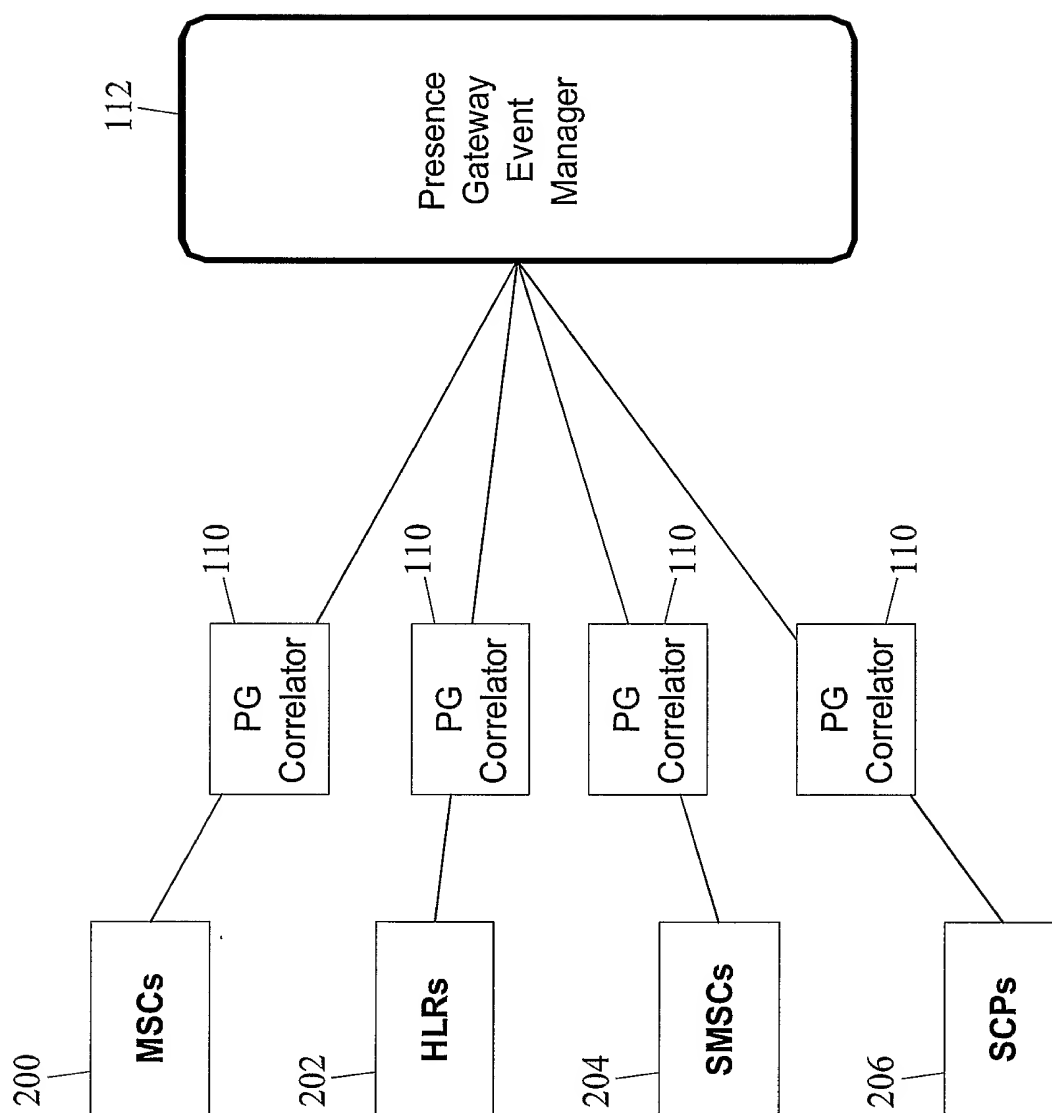 112
Presence
Gateway
Event
Manager
110
PG
Correlator
110
PG
Correlator
110
PG
Correlator
110
PG
Correlator
200
MSCs
202
HLRs
204
SMSCs
206
SCPs